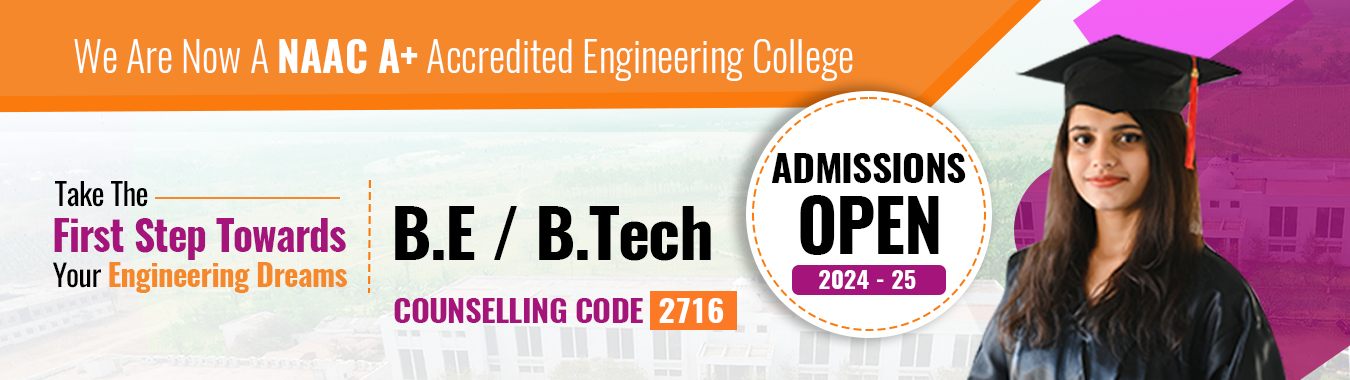 We Are Now A NAAC A+ Accredited Engineering College
Take The
First Step Towards
Your Engineering Dreams
B.E / B.Tech
COUNSELLING CODE 2716
ADMISSIONS
OPEN
2024 - 25